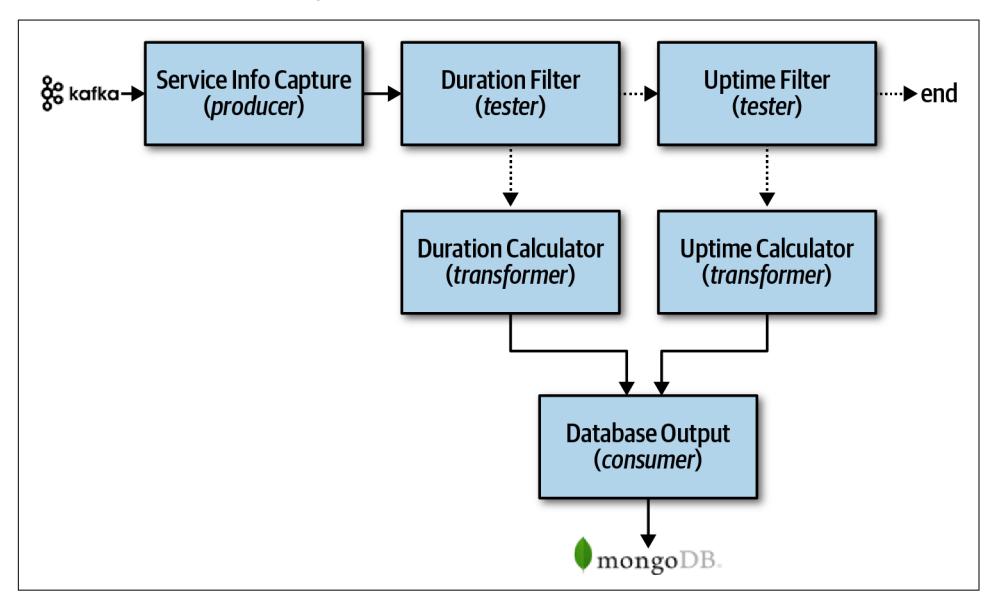 kafka
Service Info Capture
(producer)
Duration Filter
(tester)
Uptime Filter
(tester)
end
Duration Calculator
(transformer)
Uptime Calculator
(transformer)
Database Output
(consumer)
mongoDB.